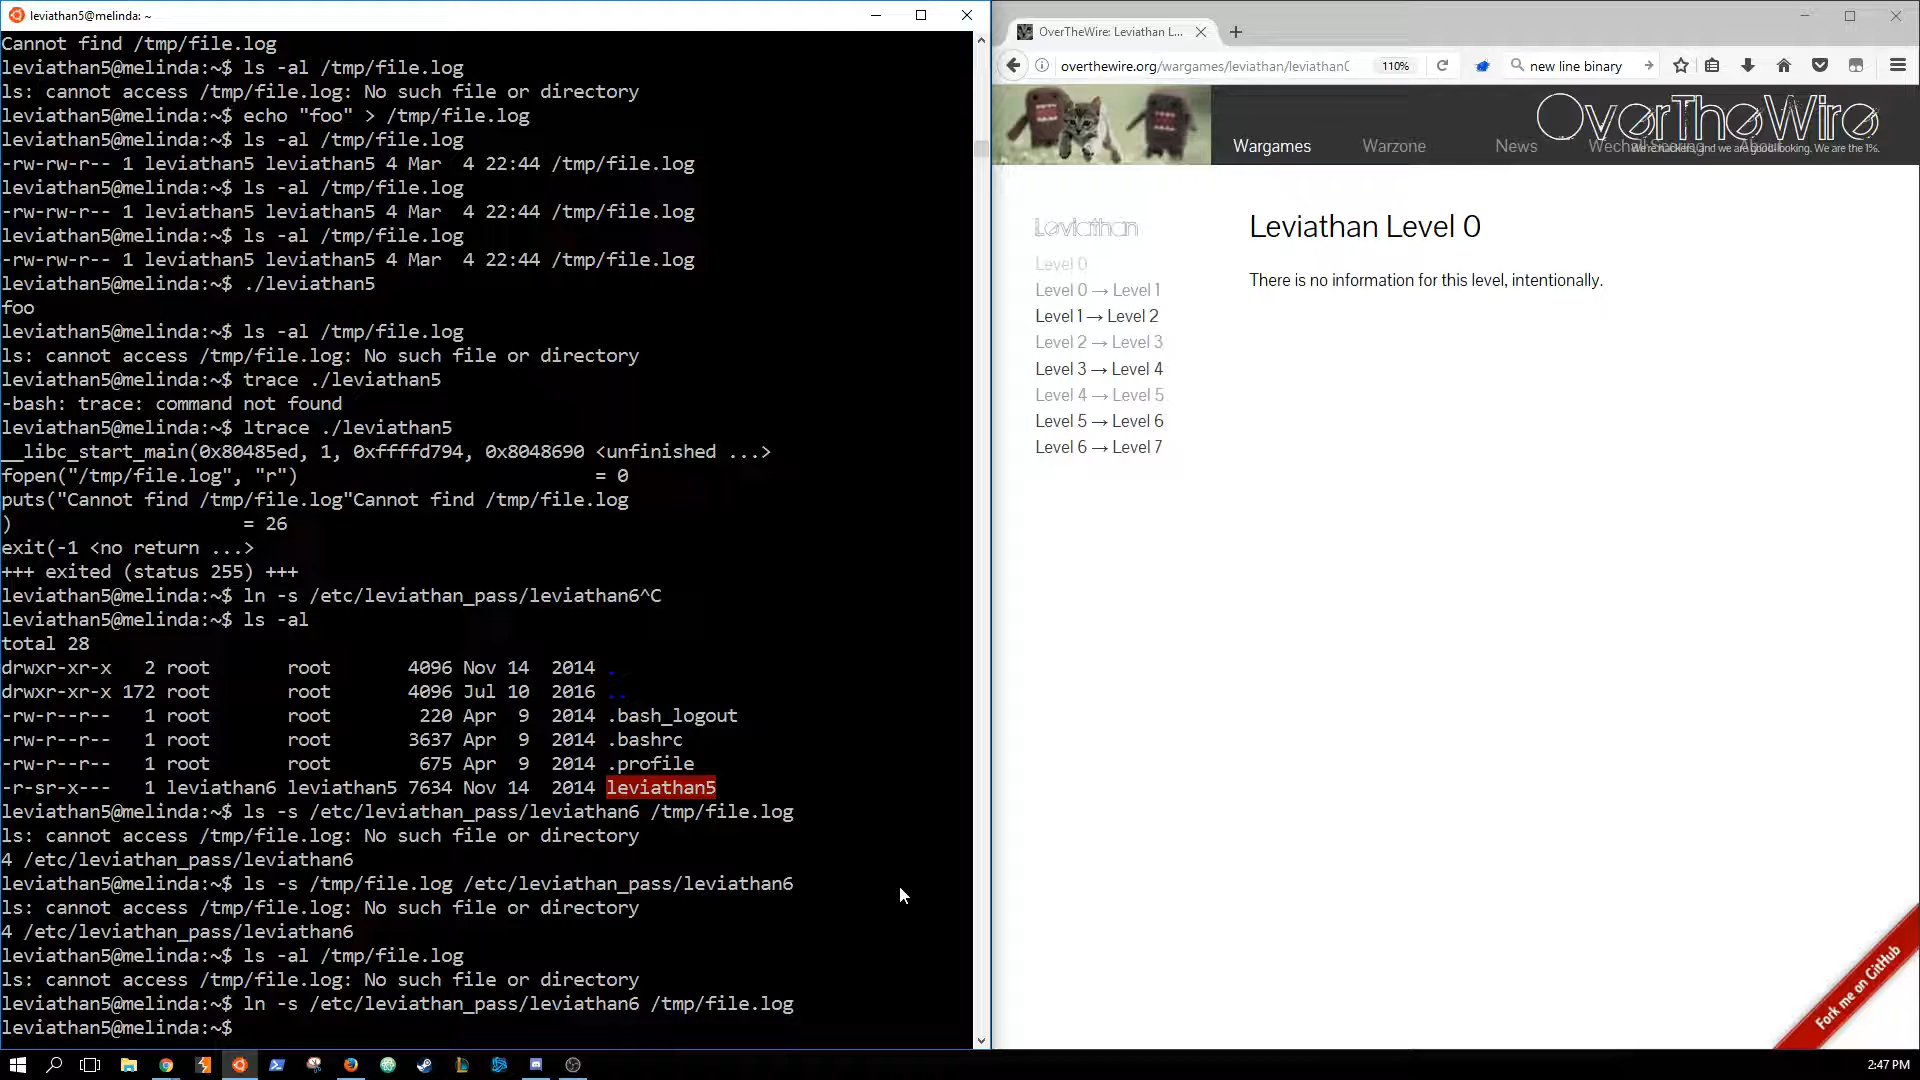 leviathan5@melinda: ~
Cannot find /tmp/file.log
leviathan5@melinda:~$ ls -al /tmp/file.log
ls: cannot access /tmp/file.log: No such file or directory
leviathan5@melinda:~$ echo "foo" > /tmp/file.log
leviathan5@melinda:~$ ls -al /tmp/file.log
-rw-rw-r-- 1 leviathan5 leviathan5 4 Mar  4 22:44 /tmp/file.log
leviathan5@melinda:~$ ls -al /tmp/file.log
-rw-rw-r-- 1 leviathan5 leviathan5 4 Mar  4 22:44 /tmp/file.log
leviathan5@melinda:~$ ls -al /tmp/file.log
-rw-rw-r-- 1 leviathan5 leviathan5 4 Mar  4 22:44 /tmp/file.log
leviathan5@melinda:~$ ./leviathan5
foo
leviathan5@melinda:~$ ls -al /tmp/file.log
ls: cannot access /tmp/file.log: No such file or directory
leviathan5@melinda:~$ trace ./leviathan5
-bash: trace: command not found
leviathan5@melinda:~$ ltrace ./leviathan5
__libc_start_main(0x80485ed, 1, 0xffffd794, 0x8048690 <unfinished ...>
fopen("/tmp/file.log", "r")                           = 0
puts("Cannot find /tmp/file.log"Cannot find /tmp/file.log
)                     = 26
exit(-1 <no return ...>
+++ exited (status 255) +++
leviathan5@melinda:~$ ln -s /etc/leviathan_pass/leviathan6^C
leviathan5@melinda:~$ ls -al
total 28
drwxr-xr-x   2 root       root       4096 Nov 14  2014 .
drwxr-xr-x 172 root       root       4096 Jul 10  2016 ..
-rw-r--r--   1 root       root        220 Apr  9  2014 .bash_logout
-rw-r--r--   1 root       root       3637 Apr  9  2014 .bashrc
-rw-r--r--   1 root       root        675 Apr  9  2014 .profile
-r-sr-x---   1 leviathan6 leviathan5 7634 Nov 14  2014 leviathan5
leviathan5@melinda:~$ ls -s /etc/leviathan_pass/leviathan6 /tmp/file.log
ls: cannot access /tmp/file.log: No such file or directory
4 /etc/leviathan_pass/leviathan6
leviathan5@melinda:~$ ls -s /tmp/file.log /etc/leviathan_pass/leviathan6
ls: cannot access /tmp/file.log: No such file or directory
4 /etc/leviathan_pass/leviathan6
leviathan5@melinda:~$ ls -al /tmp/file.log
ls: cannot access /tmp/file.log: No such file or directory
leviathan5@melinda:~$ ln -s /etc/leviathan_pass/leviathan6 /tmp/file.log
leviathan5@melinda:~$
OverTheWire: Leviathan L...
overthewire.org/wargames/leviathan/leviathan0
110%
new line binary
OverTheWire
We're hackers, and we are good-looking. We are the 1%.
Wargames
Warzone
News
Wechall Scoring
About
Leviathan
Level 0
Level 0 → Level 1
Level 1 → Level 2
Level 2 → Level 3
Level 3 → Level 4
Level 4 → Level 5
Level 5 → Level 6
Level 6 → Level 7
Leviathan Level 0
There is no information for this level, intentionally.
Fork me on GitHub
2:47 PM